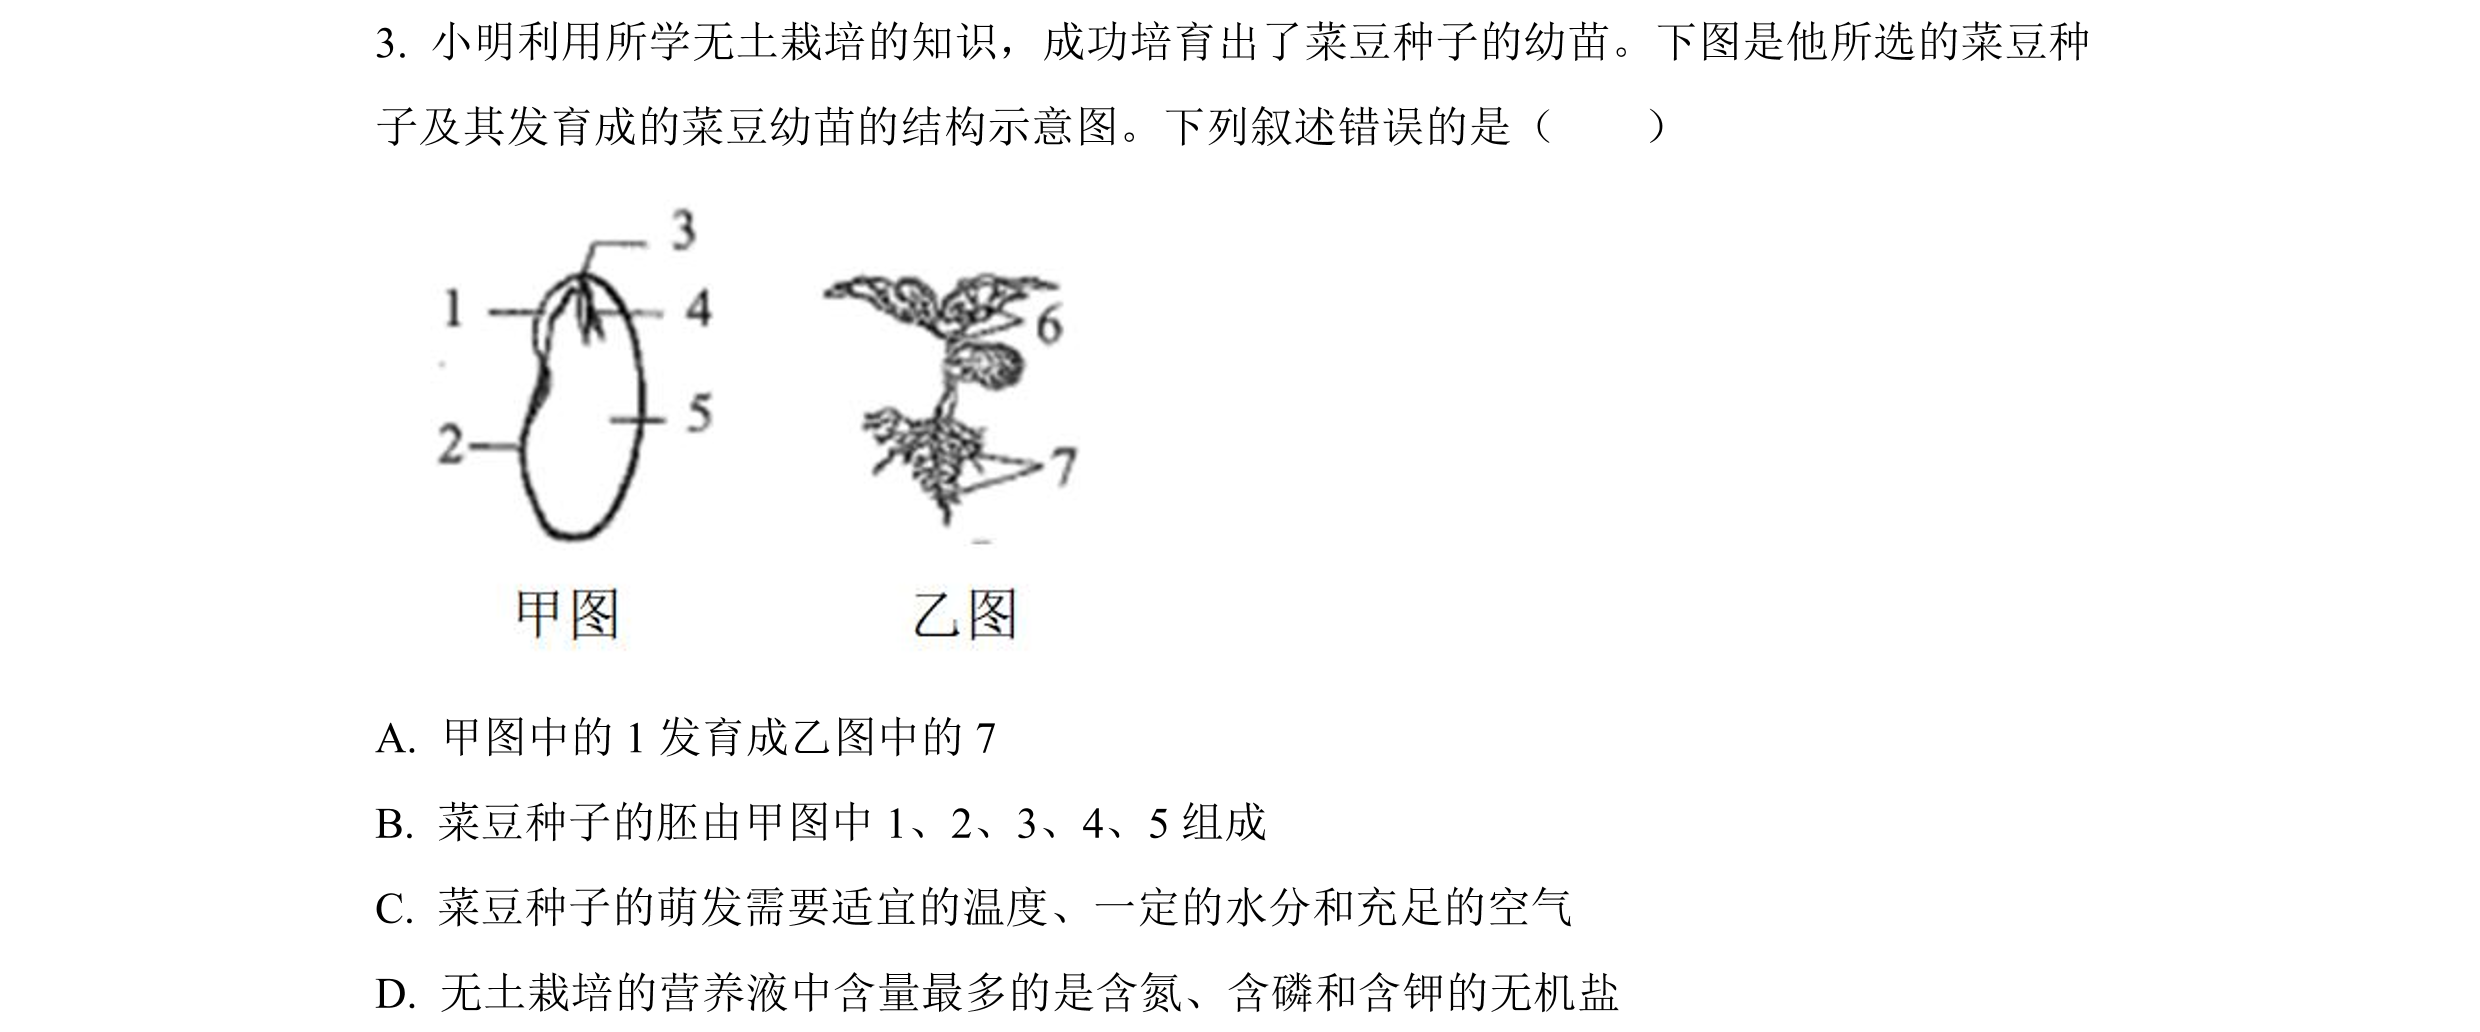 3. 小明利用所学无土栽培的知识，成功培育出了菜豆种子的幼苗。下图是他所选的菜豆种
子及其发育成的菜豆幼苗的结构示意图。下列叙述错误的是（　　）
3
1
4
6
5
2
7
甲图 乙图
A. 甲图中的 1 发育成乙图中的 7
B. 菜豆种子的胚由甲图中 1、2、3、4、5 组成
C. 菜豆种子的萌发需要适宜的温度、一定的水分和充足的空气
D. 无土栽培的营养液中含量最多的是含氮、含磷和含钾的无机盐